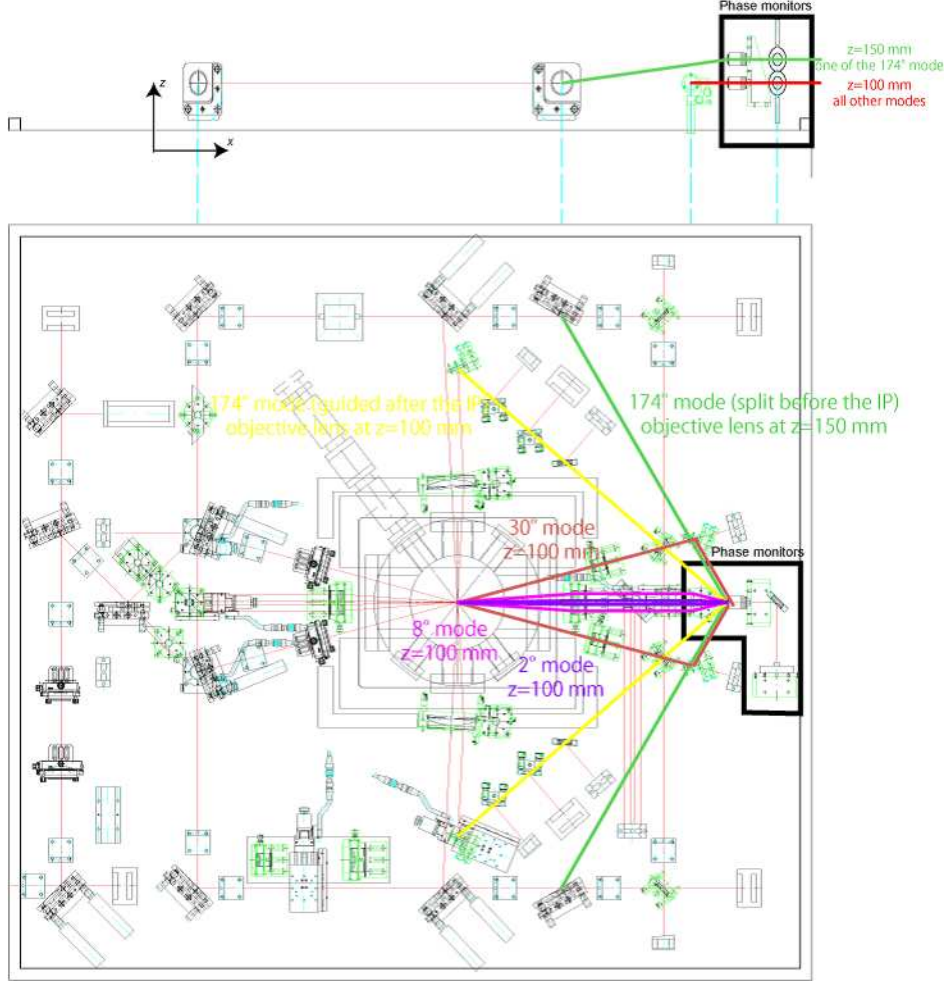 Phase monitors
z=150 mm
one of the 174° mode
z=100 mm
all other modes
z
x
174° mode (guided after the IP)
objective lens at z=100 mm
174° mode (split before the IP)
objective lens at z=150 mm
30° mode
z=100 mm
Phase monitors
8° mode
z=100 mm
2° mode
z=100 mm